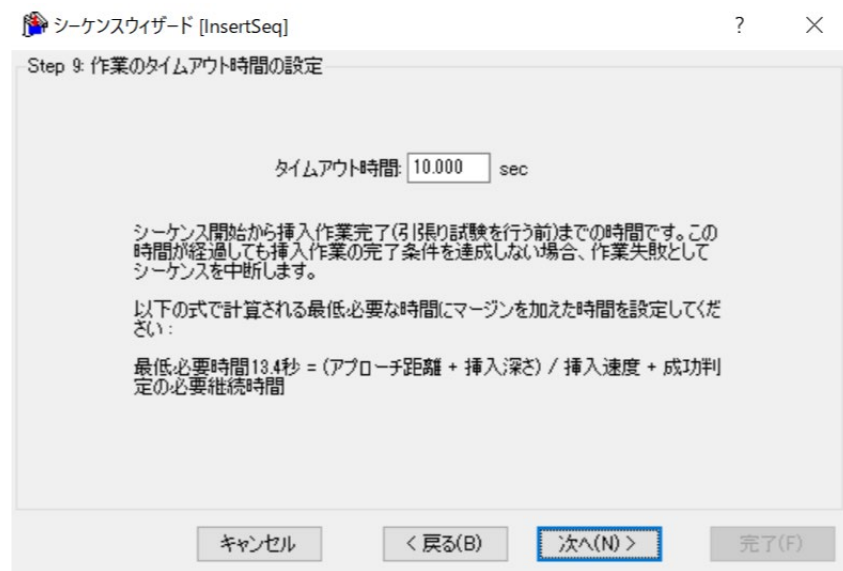 シーケンスウィザード [InsertSeq]
Step 9: 作業のタイムアウト時間の設定
タイムアウト時間: 10.000 sec
シーケンス開始から挿入作業完了(引張り試験を行う前)までの時間です。この
時間が経過しても挿入作業の完了条件を達成しない場合、作業失敗として
シーケンスを中断します。
以下の式で計算される最低必要な時間にマージンを加えた時間を設定してくだ
さい:
最低必要時間13.4秒 = (アプローチ距離 + 挿入深さ) / 挿入速度 + 成功判
定の必要継続時間
キャンセル
< 戻る(B)
次へ(N) >
完了(F)